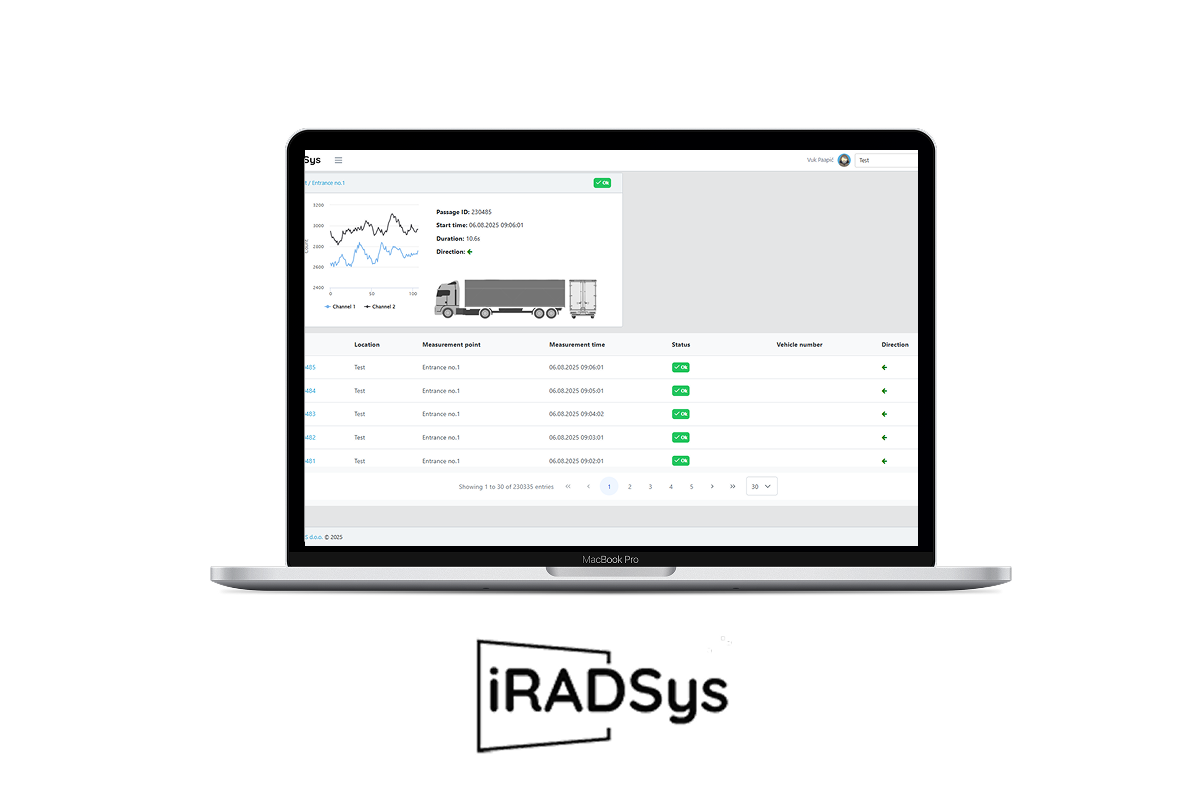 Sys
Vuk Paapić
Test
/ Entrance no.1
Ok
3200
3000
2800
2600
2400
Count
0
50
100
Channel 1
Channel 2
Passage ID: 230485
Start time: 06.08.2025 09:06:01
Duration: 10.6s
Direction:
Location Measurement point Measurement time Status Vehicle number Direction
485 Test Entrance no.1 06.08.2025 09:06:01 Ok
484 Test Entrance no.1 06.08.2025 09:05:01 Ok
483 Test Entrance no.1 06.08.2025 09:04:02 Ok
482 Test Entrance no.1 06.08.2025 09:03:01 Ok
481 Test Entrance no.1 06.08.2025 09:02:01 Ok
Showing 1 to 30 of 230335 entries « ‹ 1 2 3 4 5 › » 30
S d.o.o. © 2025
MacBook Pro
iRADSys